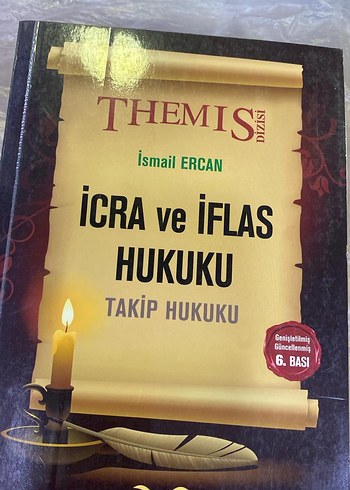 THEMIS
DİZİSİ
İsmail ERCAN
İCRA ve İFLAS
HUKUKU
TAKİP HUKUKU
Genişletilmiş
Güncellenmiş
6. BASI